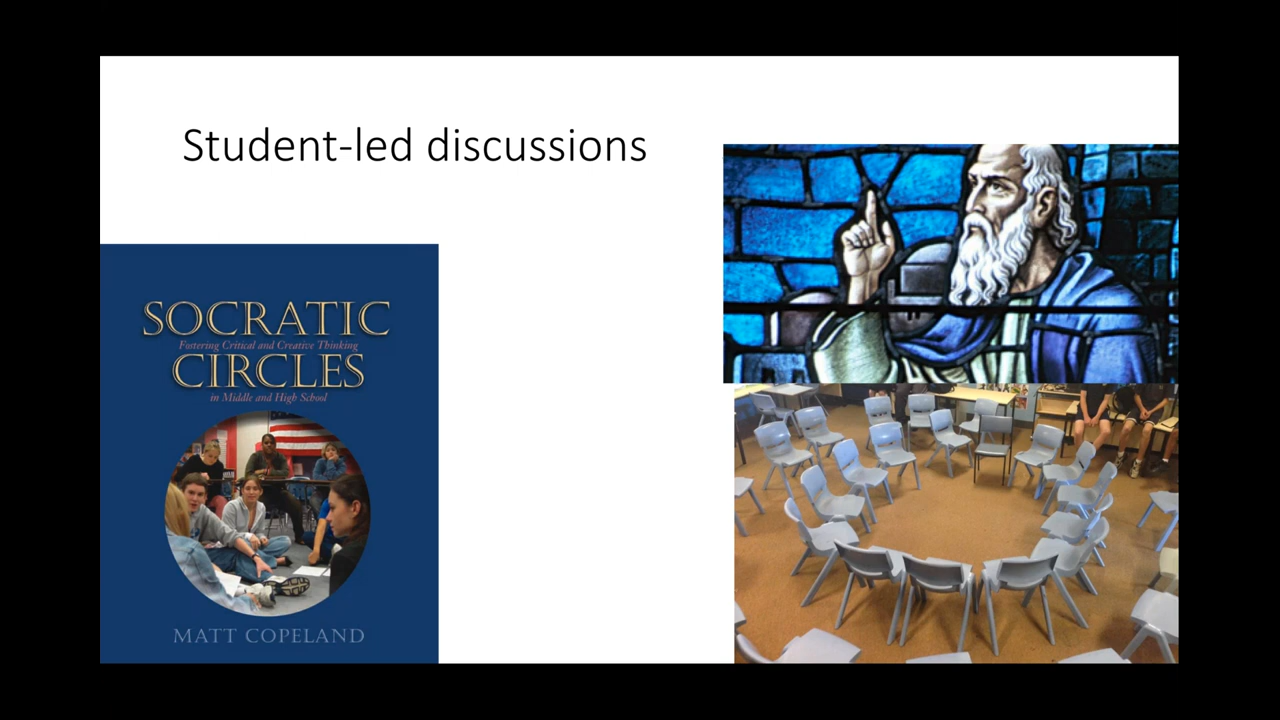 Student-led discussions
SOCRATIC
Fostering Critical and Creative Thinking
CIRCLES
in Middle and High School
MATT COPELAND